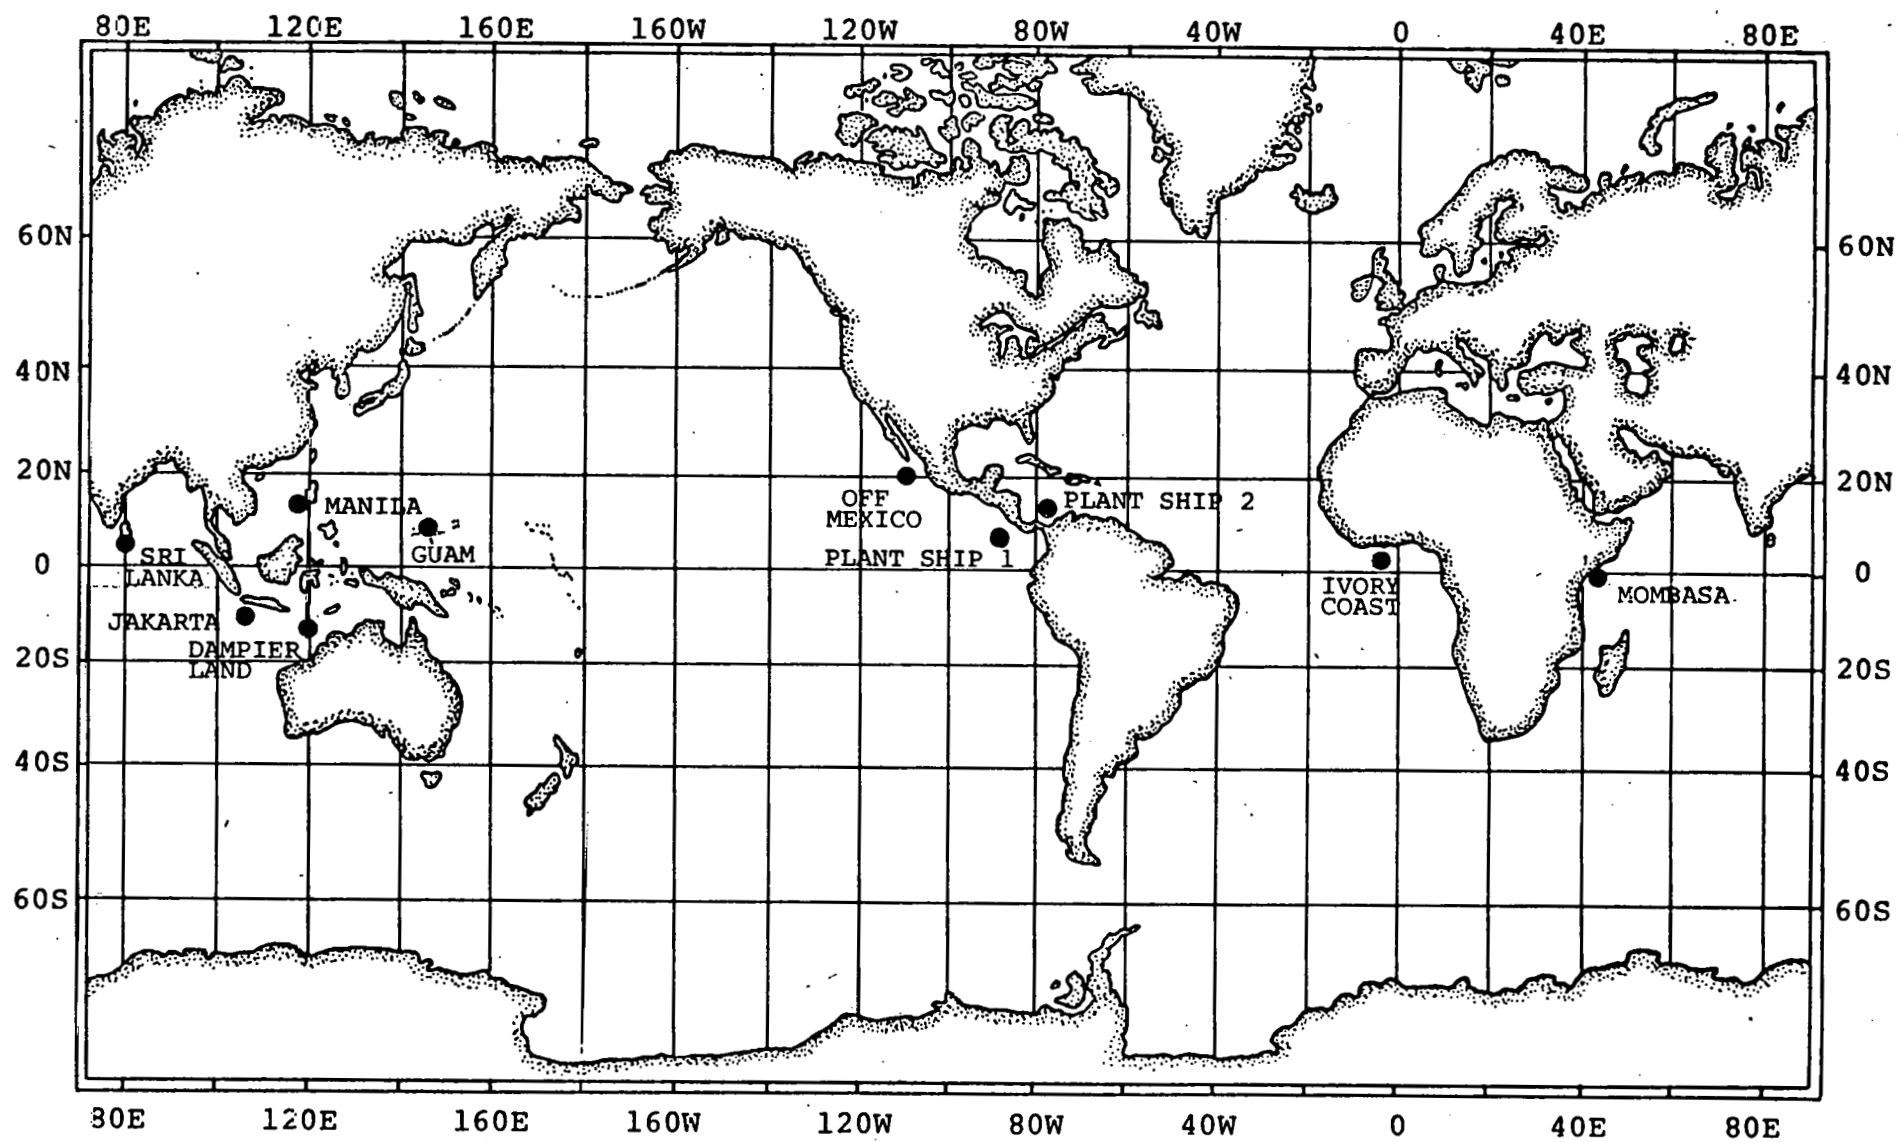 80E 120E 160E 160W 120W 80W 40W 0 40E 80E
60N 60N
40N 40N
20N 20N
MANILA
OFF
MEXICO
PLANT SHIP 2
GUAM
PLANT SHIP 1
SRI
LANKA
0 0
IVORY
COAST
MOMBASA
JAKARTA
DAMPIER
LAND
20S 20S
40S 40S
60S 60S
80E 120E 160E 160W 120W 80W 40W 0 40E 80E